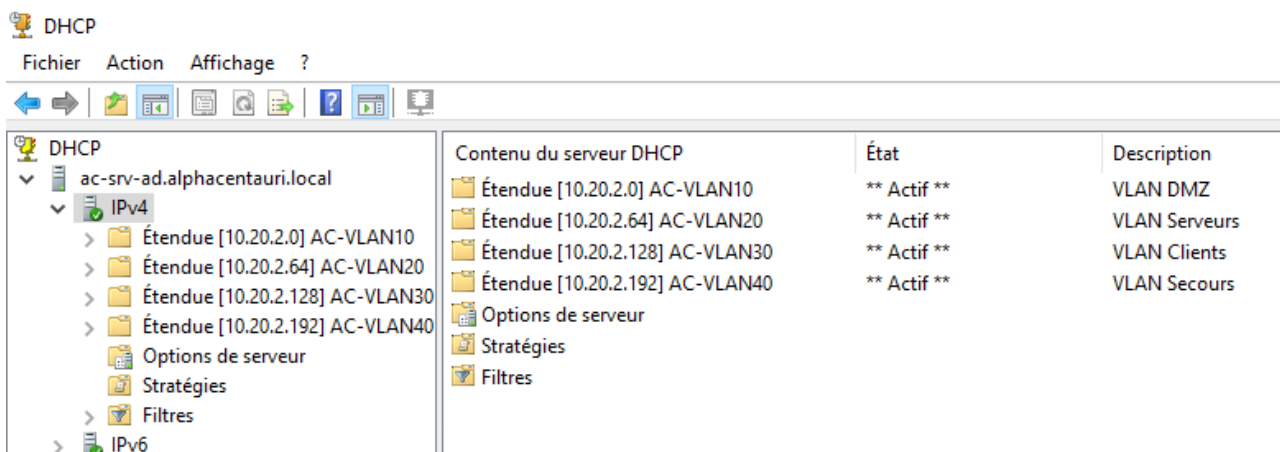 DHCP
Fichier Action Affichage ?
DHCP
ac-srv-ad.alphacentauri.local
IPv4
Étendue [10.20.2.0] AC-VLAN10
Étendue [10.20.2.64] AC-VLAN20
Étendue [10.20.2.128] AC-VLAN30
Étendue [10.20.2.192] AC-VLAN40
Options de serveur
Stratégies
Filtres
IPv6
Contenu du serveur DHCP État Description
Étendue [10.20.2.0] AC-VLAN10 ** Actif ** VLAN DMZ
Étendue [10.20.2.64] AC-VLAN20 ** Actif ** VLAN Serveurs
Étendue [10.20.2.128] AC-VLAN30 ** Actif ** VLAN Clients
Étendue [10.20.2.192] AC-VLAN40 ** Actif ** VLAN Secours
Options de serveur
Stratégies
Filtres